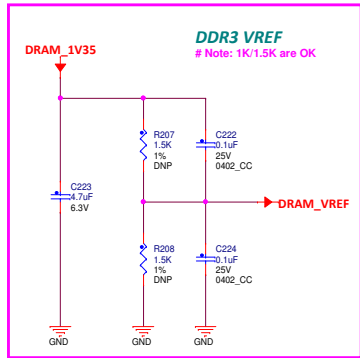 DDR3 VREF
# Note: 1K/1.5K are OK
DRAM_1V35
R207
1.5K
1%
DNP
C222
0.1uF
25V
0402_CC
C223
4.7uF
6.3V
DRAM_VREF
R208
1.5K
1%
DNP
C224
0.1uF
25V
0402_CC
GND
GND
GND